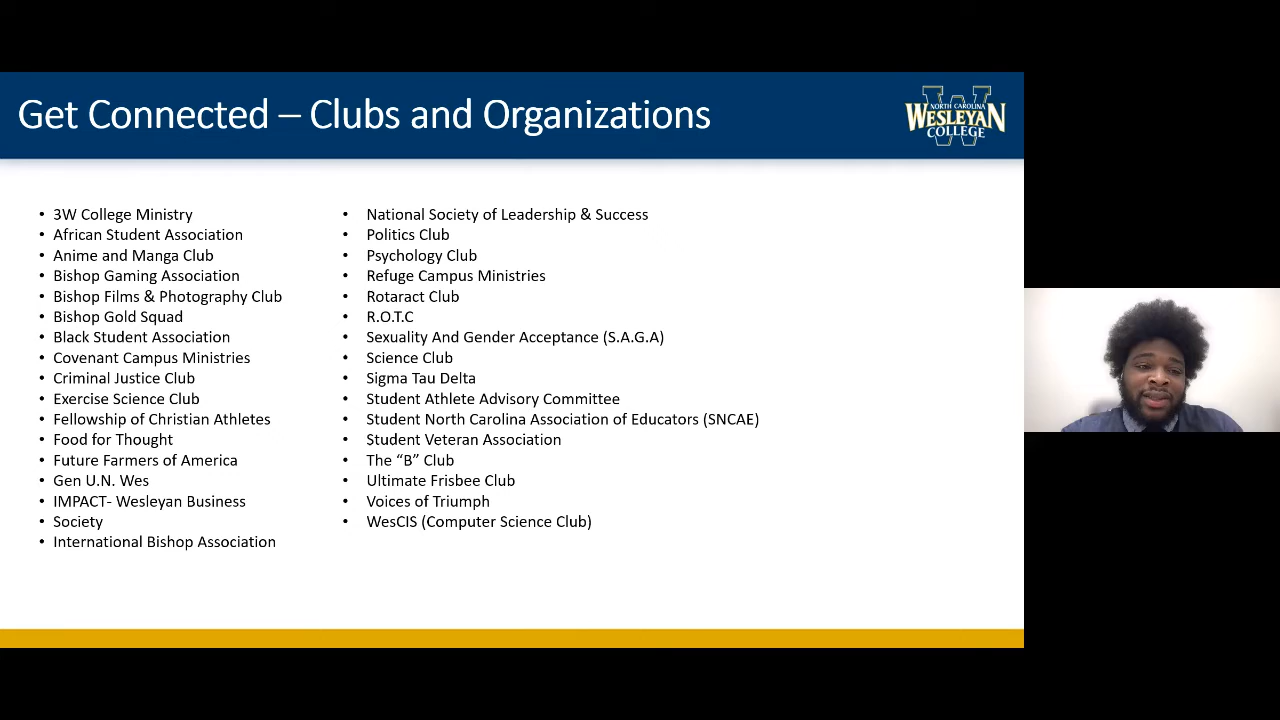 Get Connected – Clubs and Organizations
NORTH CAROLINA
WESLEYAN
COLLEGE
• 3W College Ministry
• African Student Association
• Anime and Manga Club
• Bishop Gaming Association
• Bishop Films & Photography Club
• Bishop Gold Squad
• Black Student Association
• Covenant Campus Ministries
• Criminal Justice Club
• Exercise Science Club
• Fellowship of Christian Athletes
• Food for Thought
• Future Farmers of America
• Gen U.N. Wes
• IMPACT- Wesleyan Business
• Society
• International Bishop Association
• National Society of Leadership & Success
• Politics Club
• Psychology Club
• Refuge Campus Ministries
• Rotaract Club
• R.O.T.C
• Sexuality And Gender Acceptance (S.A.G.A)
• Science Club
• Sigma Tau Delta
• Student Athlete Advisory Committee
• Student North Carolina Association of Educators (SNCAE)
• Student Veteran Association
• The “B” Club
• Ultimate Frisbee Club
• Voices of Triumph
• WesCIS (Computer Science Club)